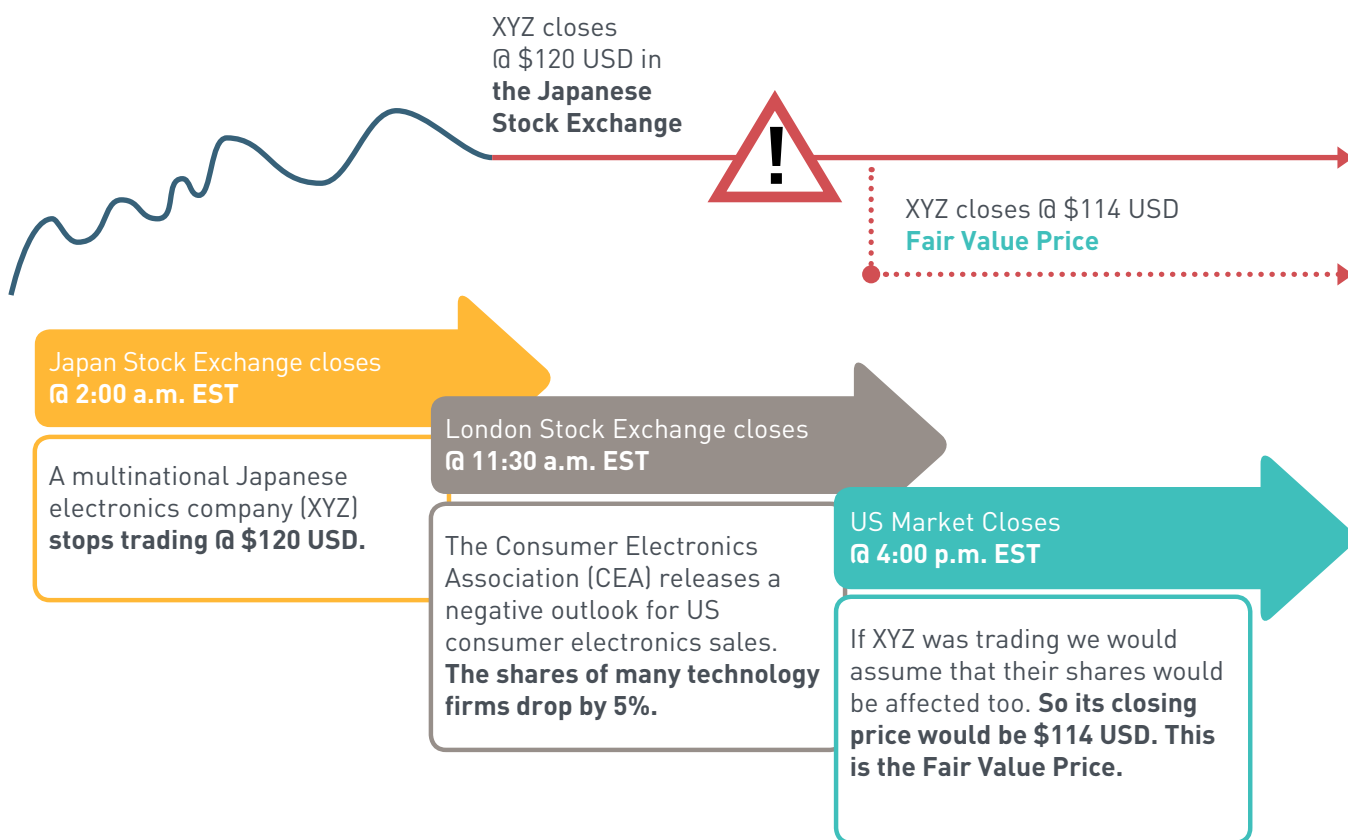 XYZ closes
@ $120 USD in
the Japanese
Stock Exchange
!
XYZ closes @ $114 USD
Fair Value Price
Japan Stock Exchange closes
@ 2:00 a.m. EST
A multinational Japanese
electronics company (XYZ)
stops trading @ $120 USD.
London Stock Exchange closes
@ 11:30 a.m. EST
The Consumer Electronics
Association (CEA) releases a
negative outlook for US
consumer electronics sales.
The shares of many technology
firms drop by 5%.
US Market Closes
@ 4:00 p.m. EST
If XYZ was trading we would
assume that their shares would
be affected too. So its closing
price would be $114 USD. This
is the Fair Value Price.